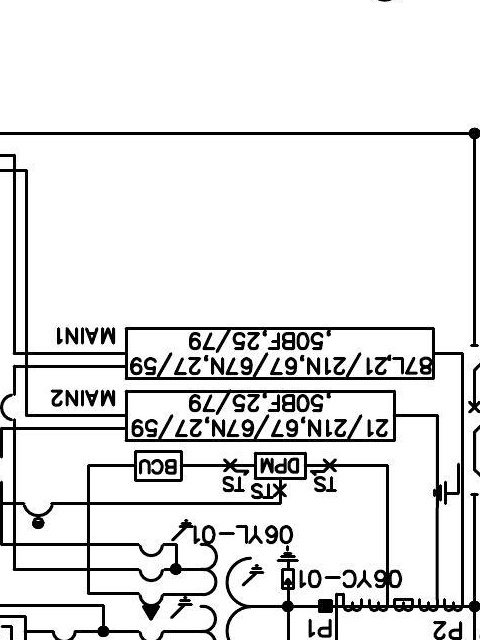 P2
P1
06YC-01
06YL-01
TS
TS
TS
DPM
BCU
21/21N,67/67N,27/59
,50BF,25/79
MAIN2
87L,21/21N,67/67N,27/59
,50BF,25/79
MAIN1